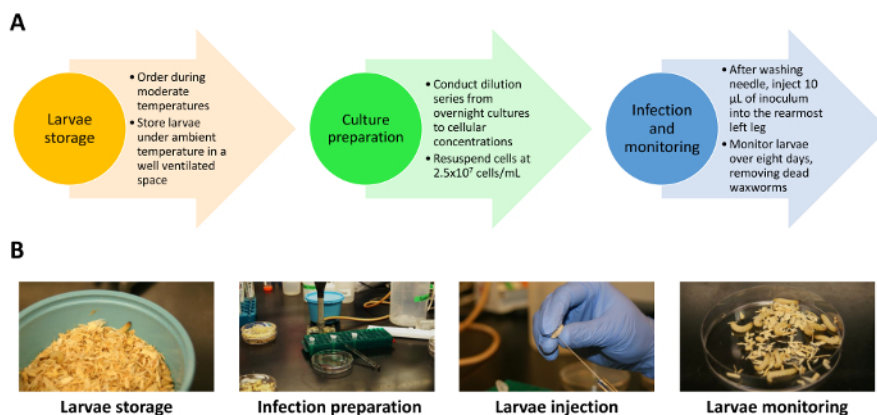 A
Larvae
storage
• Order during
moderate
temperatures
• Store larvae
under ambient
temperature in a
well ventilated
space
Culture
preparation
• Conduct dilution
series from
overnight cultures
to cellular
concentrations
• Resuspend cells at
2.5x10⁷ cells/mL
Infection
and
monitoring
• After washing
needle, inject 10
µL of inoculum
into the rearmost
left leg
• Monitor larvae
over eight days,
removing dead
waxworms
B
Larvae storage
Infection preparation
Larvae injection
Larvae monitoring